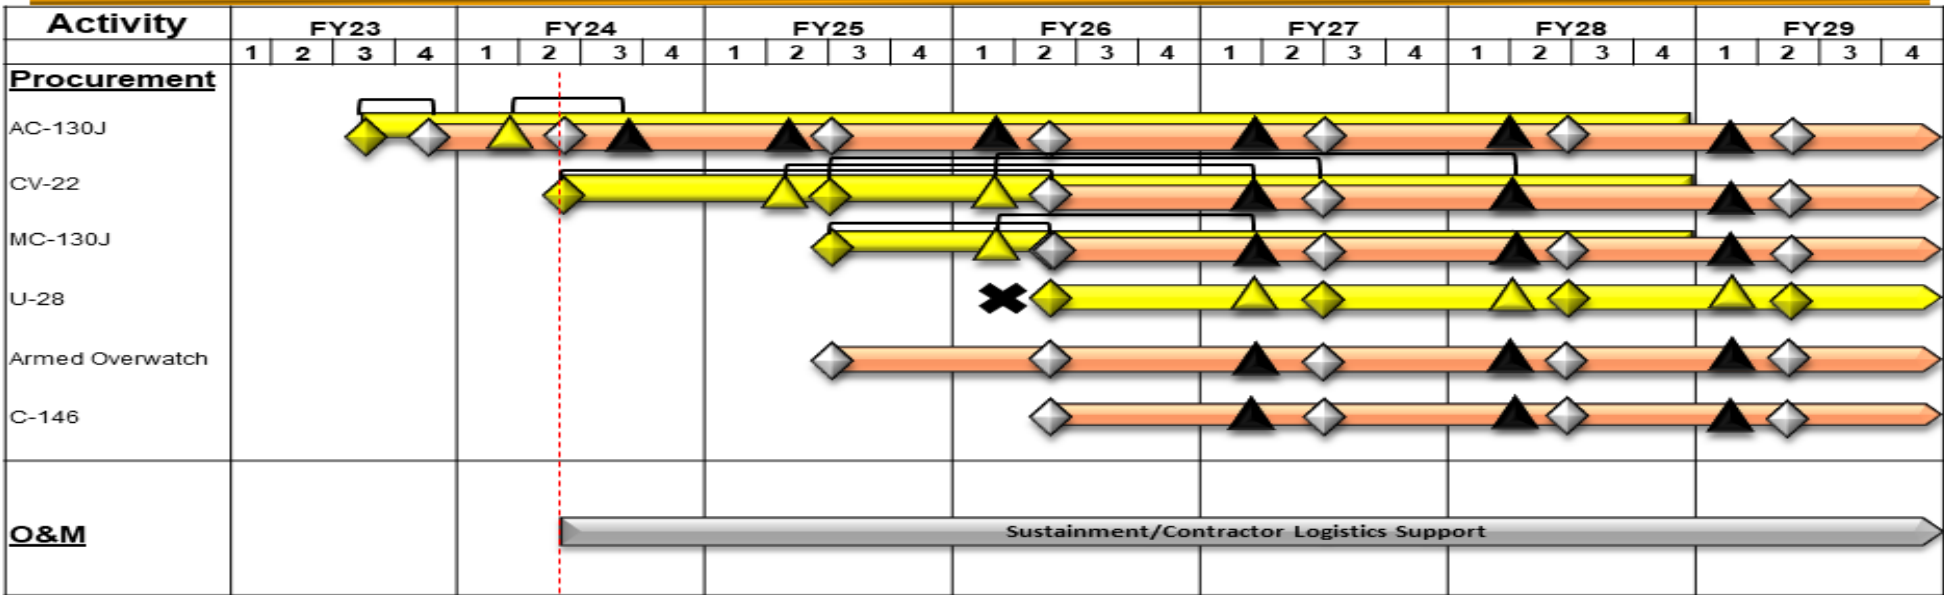 Activity FY23 FY24 FY25 FY26 FY27 FY28 FY29
1 2 3 4 1 2 3 4 1 2 3 4 1 2 3 4 1 2 3 4 1 2 3 4 1 2 3 4
Procurement
AC-130J
CV-22
MC-130J
U-28
Armed Overwatch
C-146
O&M Sustainment/Contractor Logistics Support